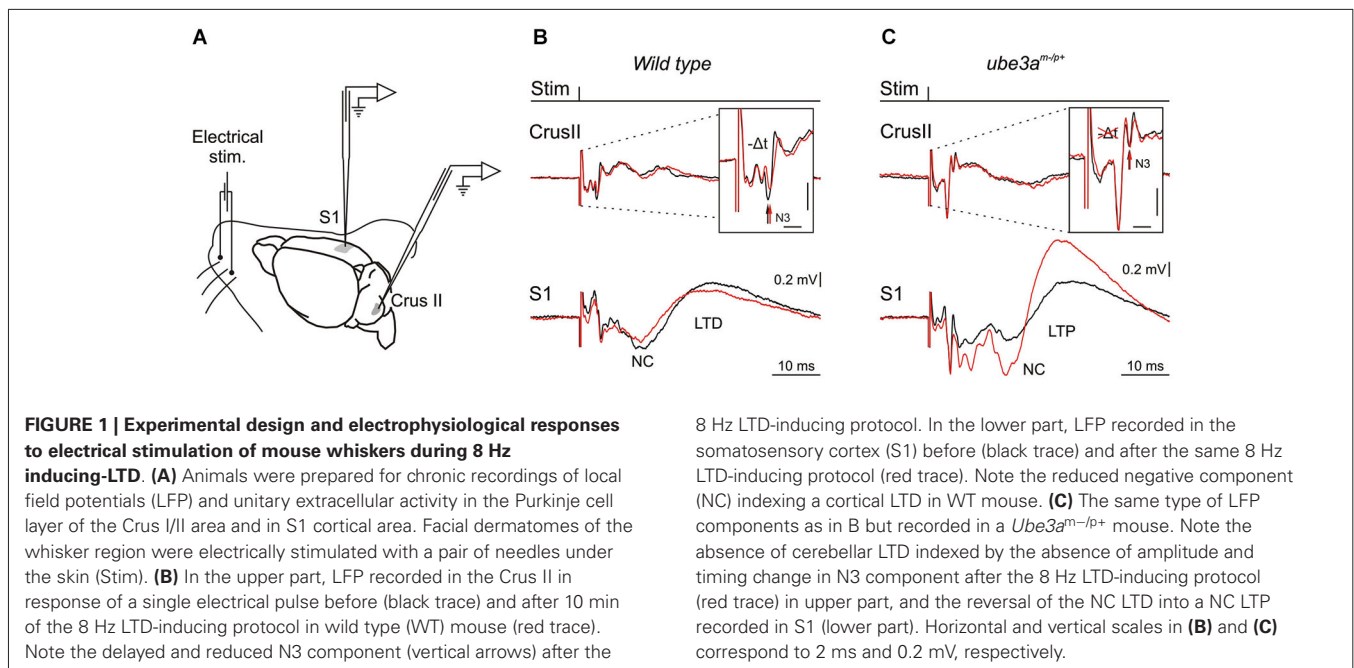 A
B
C
Wild type
ube3a^m-/p+
Electrical
stim.
S1
Crus II
Stim
CrusII
-Δt
N3
S1
LTD
NC
0.2 mV
10 ms
Stim
CrusII
-Δt
N3
S1
LTP
NC
0.2 mV
10 ms
FIGURE 1 | Experimental design and electrophysiological responses
to electrical stimulation of mouse whiskers during 8 Hz
inducing-LTD. (A) Animals were prepared for chronic recordings of local
field potentials (LFP) and unitary extracellular activity in the Purkinje cell
layer of the Crus I/II area and in S1 cortical area. Facial dermatomes of the
whisker region were electrically stimulated with a pair of needles under
the skin (Stim). (B) In the upper part, LFP recorded in the Crus II in
response of a single electrical pulse before (black trace) and after 10 min
of the 8 Hz LTD-inducing protocol in wild type (WT) mouse (red trace).
Note the delayed and reduced N3 component (vertical arrows) after the
8 Hz LTD-inducing protocol. In the lower part, LFP recorded in the
somatosensory cortex (S1) before (black trace) and after the same 8 Hz
LTD-inducing protocol (red trace). Note the reduced negative component
(NC) indexing a cortical LTD in WT mouse. (C) The same type of LFP
components as in B but recorded in a Ube3a^m−/p+ mouse. Note the
absence of cerebellar LTD indexed by the absence of amplitude and
timing change in N3 component after the 8 Hz LTD-inducing protocol
(red trace) in upper part, and the reversal of the NC LTD into a NC LTP
recorded in S1 (lower part). Horizontal and vertical scales in (B) and (C)
correspond to 2 ms and 0.2 mV, respectively.